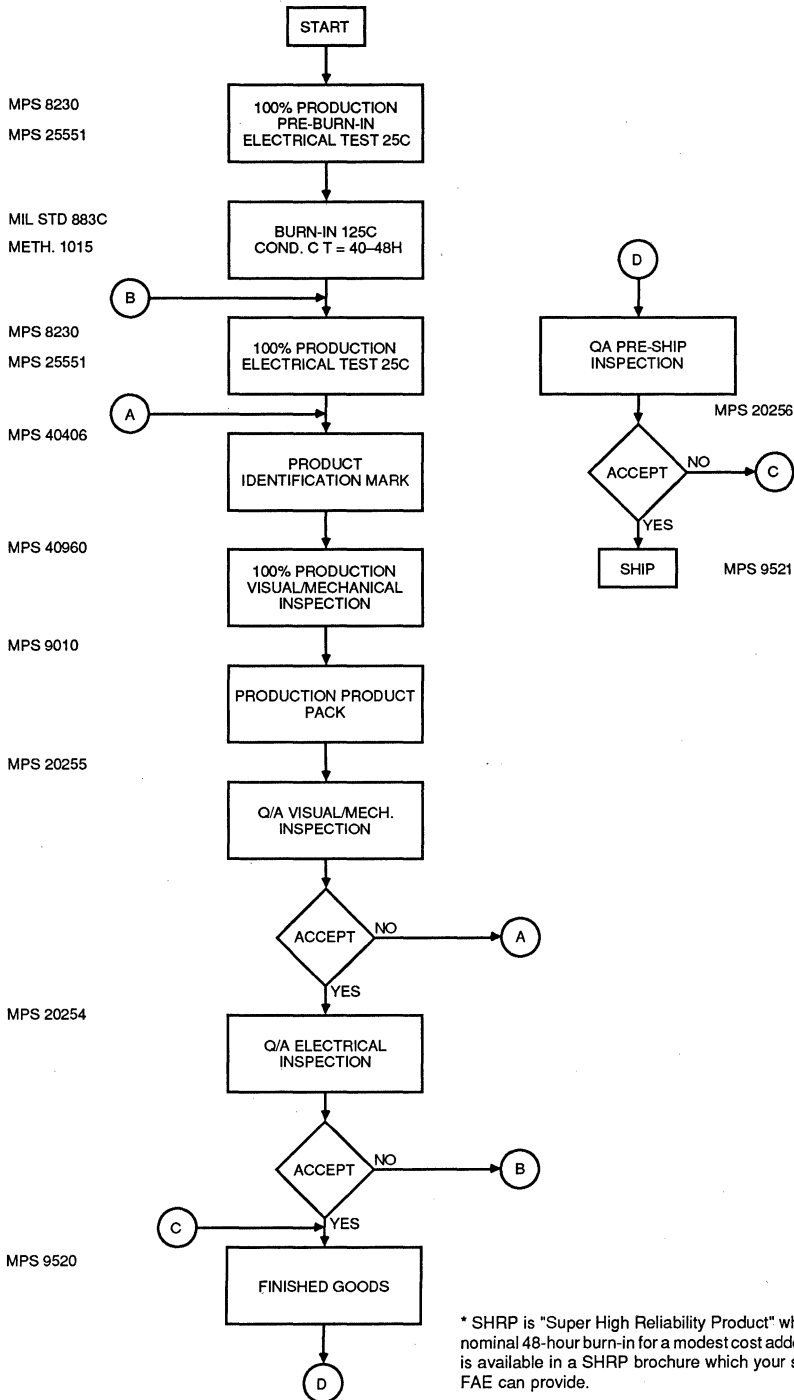 START
MPS 8230
MPS 25551
100% PRODUCTION
PRE-BURN-IN
ELECTRICAL TEST 25C
MIL STD 883C
METH. 1015
BURN-IN 125C
COND. C T = 40–48H
B
MPS 8230
MPS 25551
100% PRODUCTION
ELECTRICAL TEST 25C
A
MPS 40406
PRODUCT
IDENTIFICATION MARK
MPS 40960
100% PRODUCTION
VISUAL/MECHANICAL
INSPECTION
MPS 9010
PRODUCTION PRODUCT
PACK
MPS 20255
Q/A VISUAL/MECH.
INSPECTION
ACCEPT
NO
A
YES
MPS 20254
Q/A ELECTRICAL
INSPECTION
ACCEPT
NO
B
YES
C
MPS 9520
FINISHED GOODS
D
D
QA PRE-SHIP
INSPECTION
MPS 20256
ACCEPT
NO
C
YES
SHIP
MPS 9521
* SHRP is "Super High Reliability Product"
nominal 48-hour burn-in for a modest cost
is available in a SHRP brochure which your
FAE can provide.